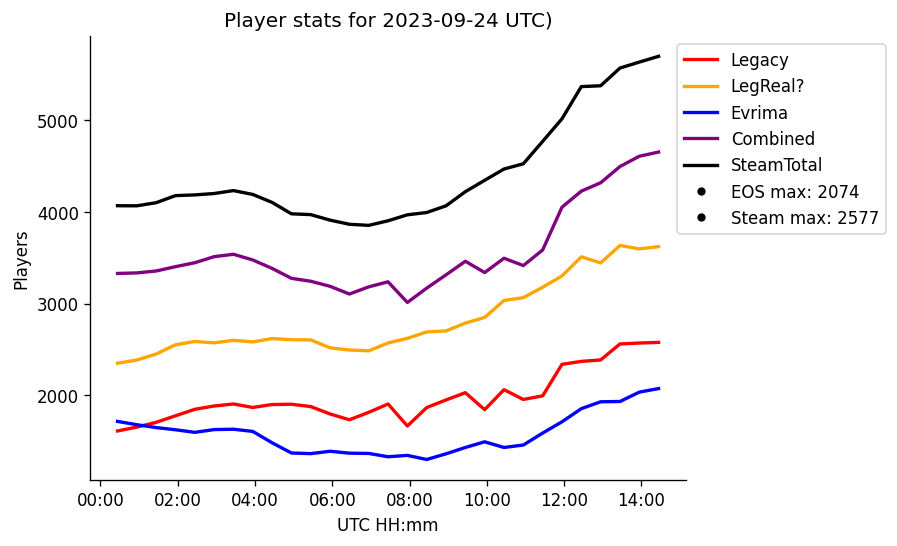 Player stats for 2023-09-24 UTC)
Legacy
LegReal?
Evrima
Combined
SteamTotal
EOS max: 2074
Steam max: 2577
Players
5000
4000
3000
2000
00:00 02:00 04:00 06:00 08:00 10:00 12:00 14:00
UTC HH:mm